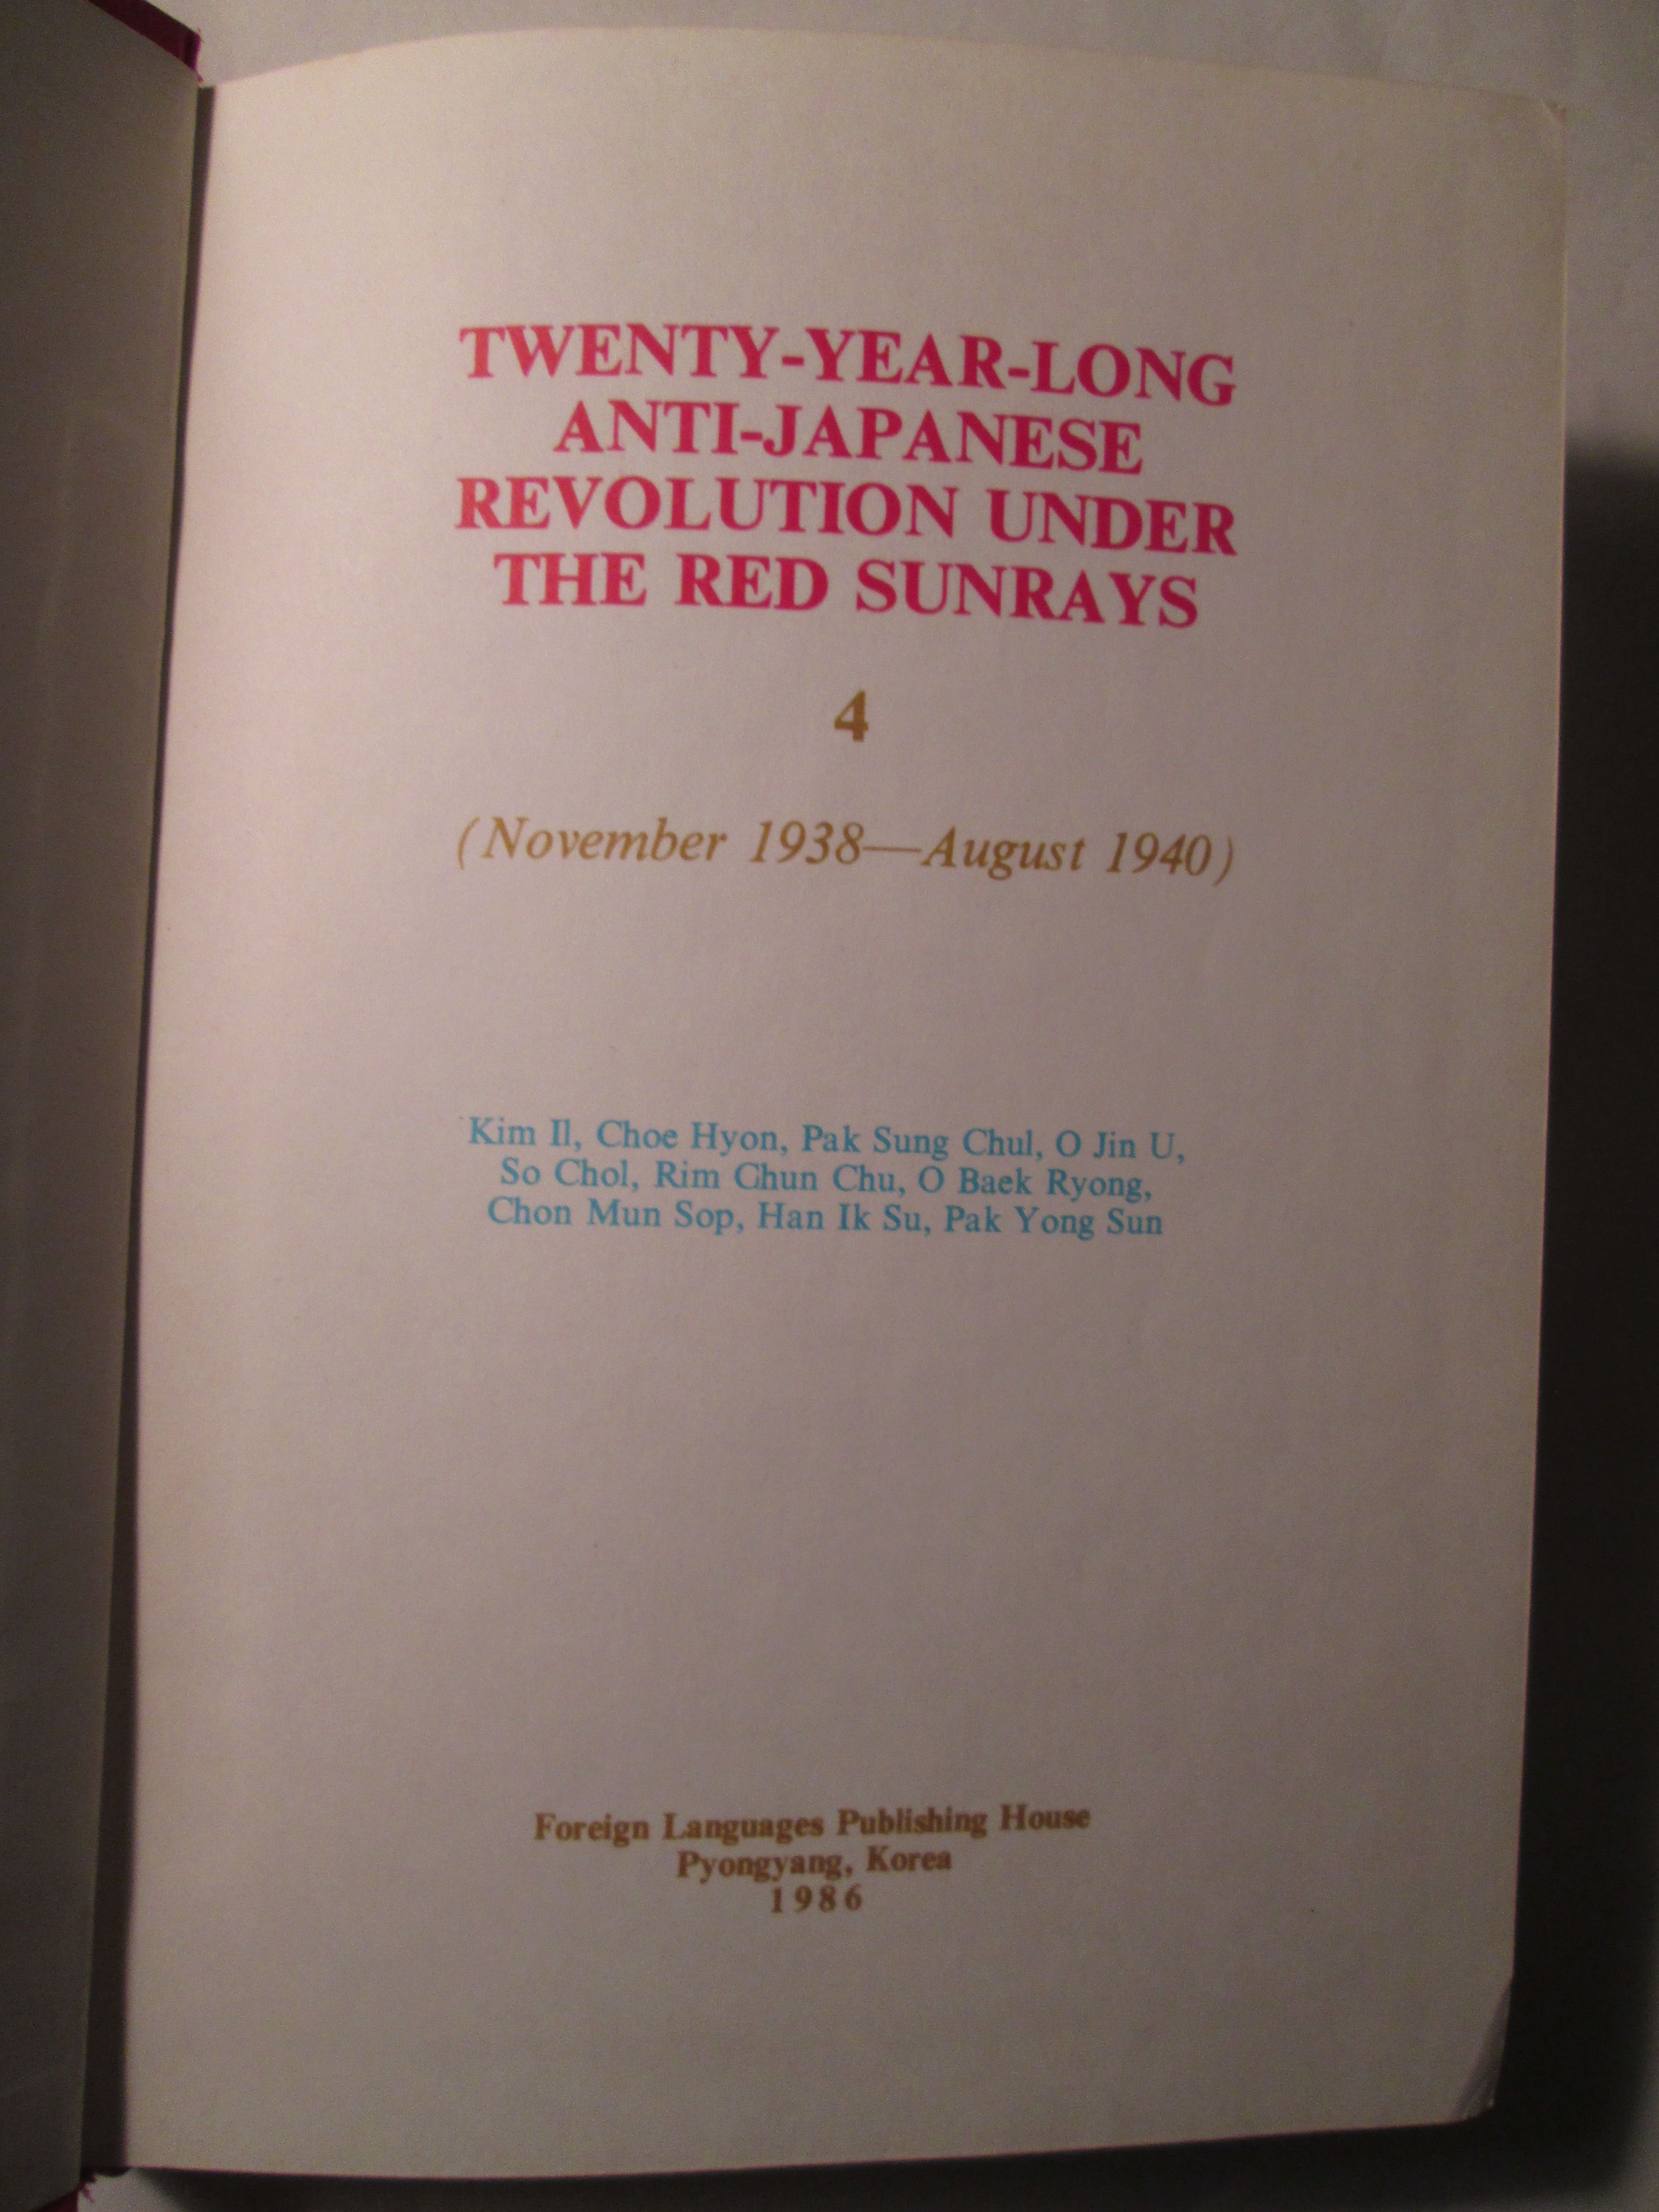 TWENTY-YEAR-LONG
ANTI-JAPANESE
REVOLUTION UNDER
THE RED SUNRAYS
4
(November 1938—August 1940)
Kim Il, Choe Hyon, Pak Sung Chul, O Jin U,
So Chol, Rim Chun Chu, O Baek Ryong,
Chon Mun Sop, Han Ik Su, Pak Yong Sun
Foreign Languages Publishing House
Pyongyang, Korea
1986